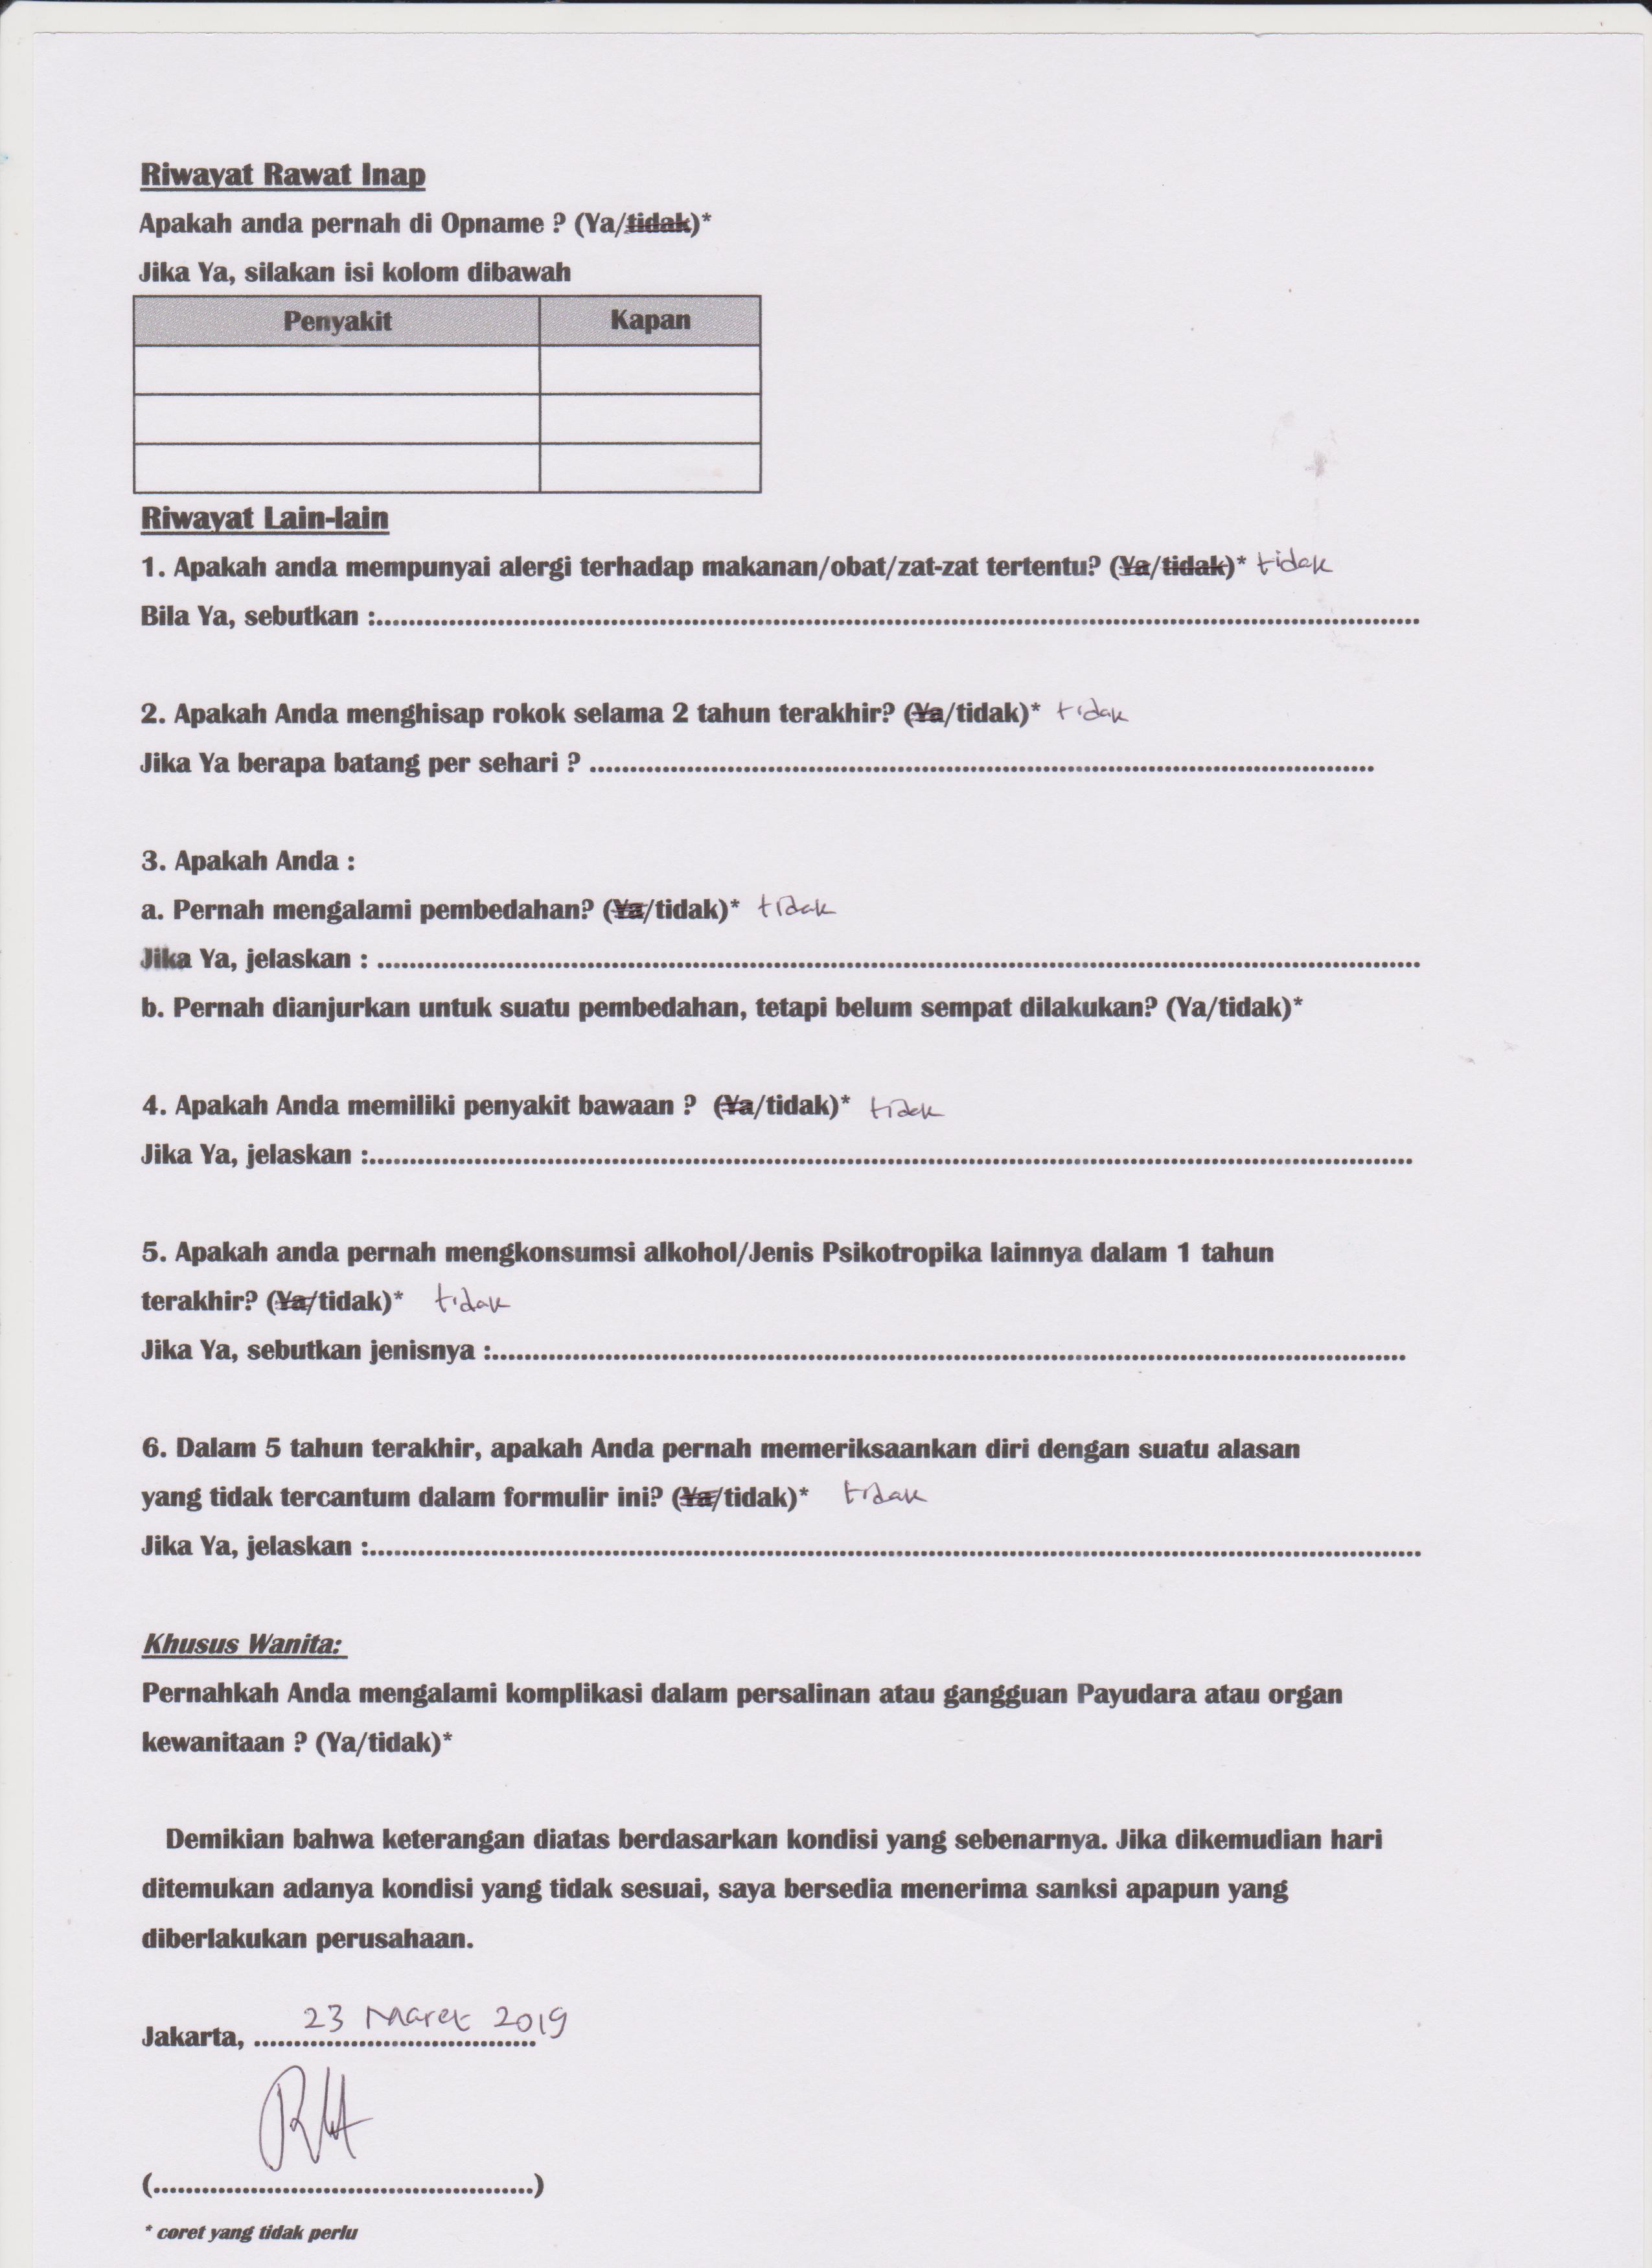 Riwayat Rawat Inap
Apakah anda pernah di Opname ? (Ya/tidak)*
Jika Ya, silakan isi kolom dibawah
Penyakit Kapan
Riwayat Lain-lain
1. Apakah anda mempunyai alergi terhadap makanan/obat/zat-zat tertentu? (Ya/tidak)* tidak
Bila Ya, sebutkan :..........
2. Apakah Anda menghisap rokok selama 2 tahun terakhir? (Ya/tidak)* tidak
Jika Ya berapa batang per sehari ? ..........
3. Apakah Anda :
a. Pernah mengalami pembedahan? (Ya/tidak)* tidak
Jika Ya, jelaskan : ..........
b. Pernah dianjurkan untuk suatu pembedahan, tetapi belum sempat dilakukan? (Ya/tidak)*
4. Apakah Anda memiliki penyakit bawaan ? (Ya/tidak)* tidak
Jika Ya, jelaskan :..........
5. Apakah anda pernah mengkonsumsi alkohol/Jenis Psikotropika lainnya dalam 1 tahun
terakhir? (Ya/tidak)* tidak
Jika Ya, sebutkan jenisnya :..........
6. Dalam 5 tahun terakhir, apakah Anda pernah memeriksaankan diri dengan suatu alasan
yang tidak tercantum dalam formulir ini? (Ya/tidak)* tidak
Jika Ya, jelaskan :..........
Khusus Wanita:
Pernahkah Anda mengalami komplikasi dalam persalinan atau gangguan Payudara atau organ
kewanitaan ? (Ya/tidak)*
Demikian bahwa keterangan diatas berdasarkan kondisi yang sebenarnya. Jika dikemudian hari
ditemukan adanya kondisi yang tidak sesuai, saya bersedia menerima sanksi apapun yang
diberlakukan perusahaan.
Jakarta, 23 Maret 2019
(..........)
* coret yang tidak perlu